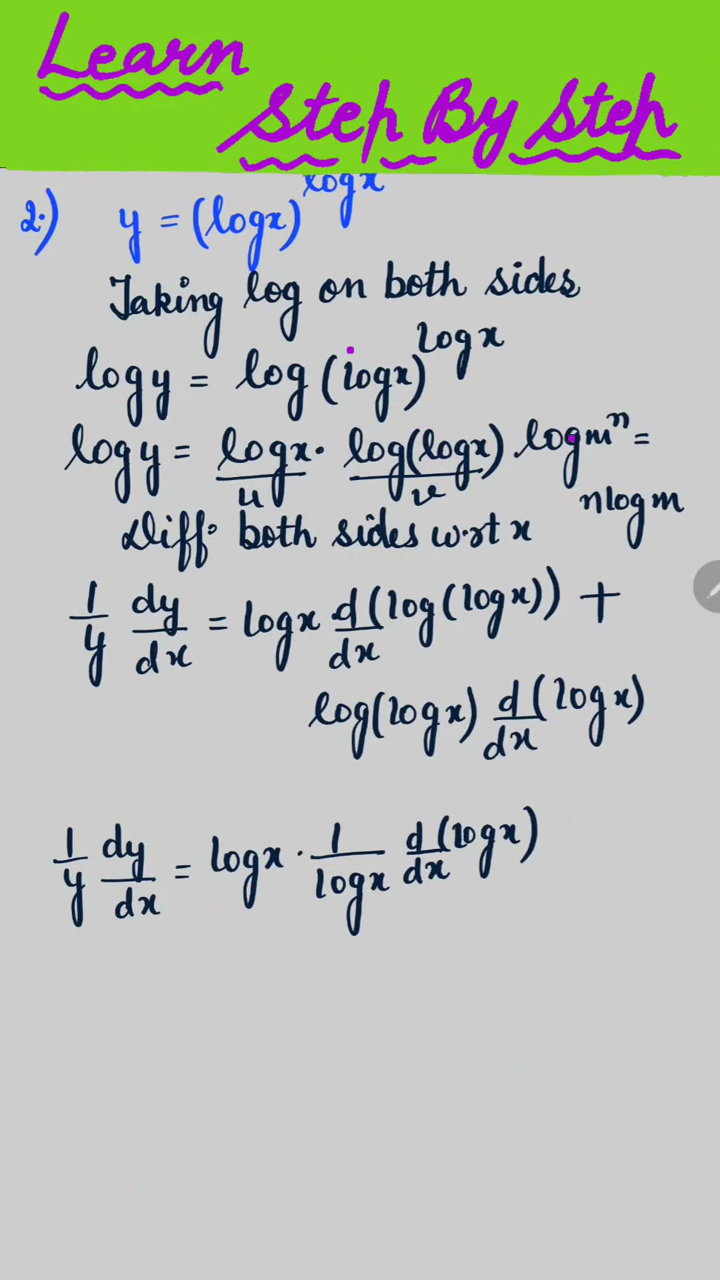 Learn
Step By Step
2.) y = (logx)^logx
Taking log on both sides
logy = log (logx)^logx
logy = logx · log(logx) . logmⁿ =
u v nlogm
Diff. both sides w.r.t x
1/y dy/dx = logx d/dx (log(logx)) +
log(logx) d/dx (logx)
1/y dy/dx = logx · 1/logx d/dx (logx)